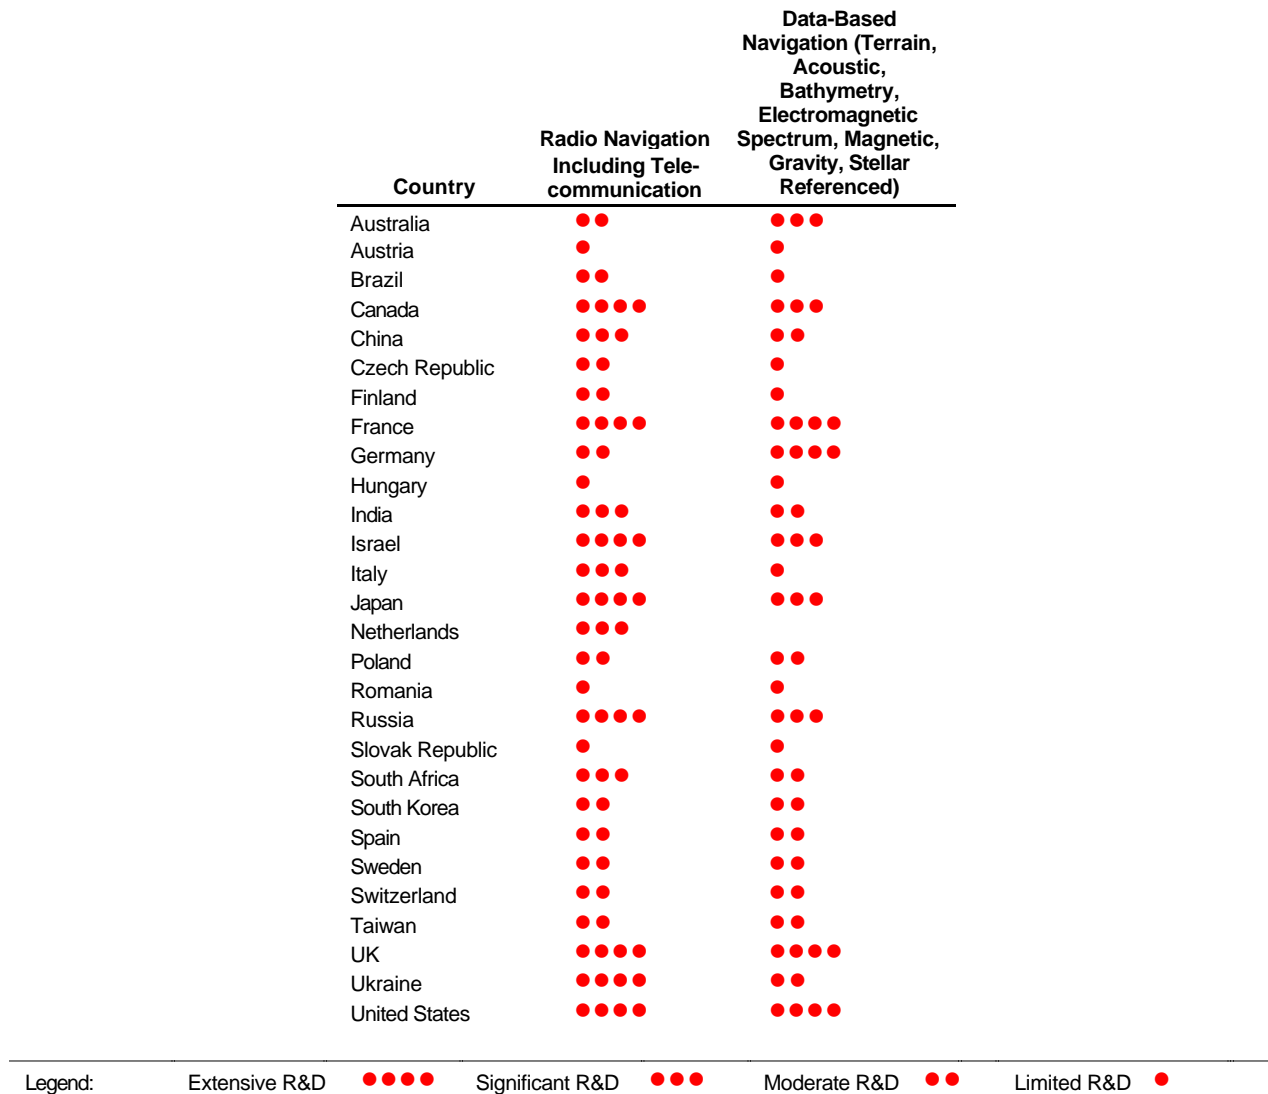 Data-Based
Navigation (Terrain,
Acoustic,
Bathymetry,
Electromagnetic
Radio Navigation Spectrum, Magnetic,
Including Tele- Gravity, Stellar
Country communication Referenced)
Australia ●● ●●●
Austria ● ●
Brazil ●● ●
Canada ●●●● ●●●
China ●●● ●●
Czech Republic ●● ●
Finland ●● ●
France ●●●● ●●●●
Germany ●● ●●●●
Hungary ● ●
India ●●● ●●
Israel ●●●● ●●●
Italy ●●● ●
Japan ●●●● ●●●
Netherlands ●●●
Poland ●● ●●
Romania ● ●
Russia ●●●● ●●●
Slovak Republic ● ●
South Africa ●●● ●●
South Korea ●● ●●
Spain ●● ●●
Sweden ●● ●●
Switzerland ●● ●●
Taiwan ●● ●●
UK ●●●● ●●●●
Ukraine ●●●● ●●
United States ●●●● ●●●●
Legend: Extensive R&D ●●●● Significant R&D ●●● Moderate R&D ●● Limited R&D ●